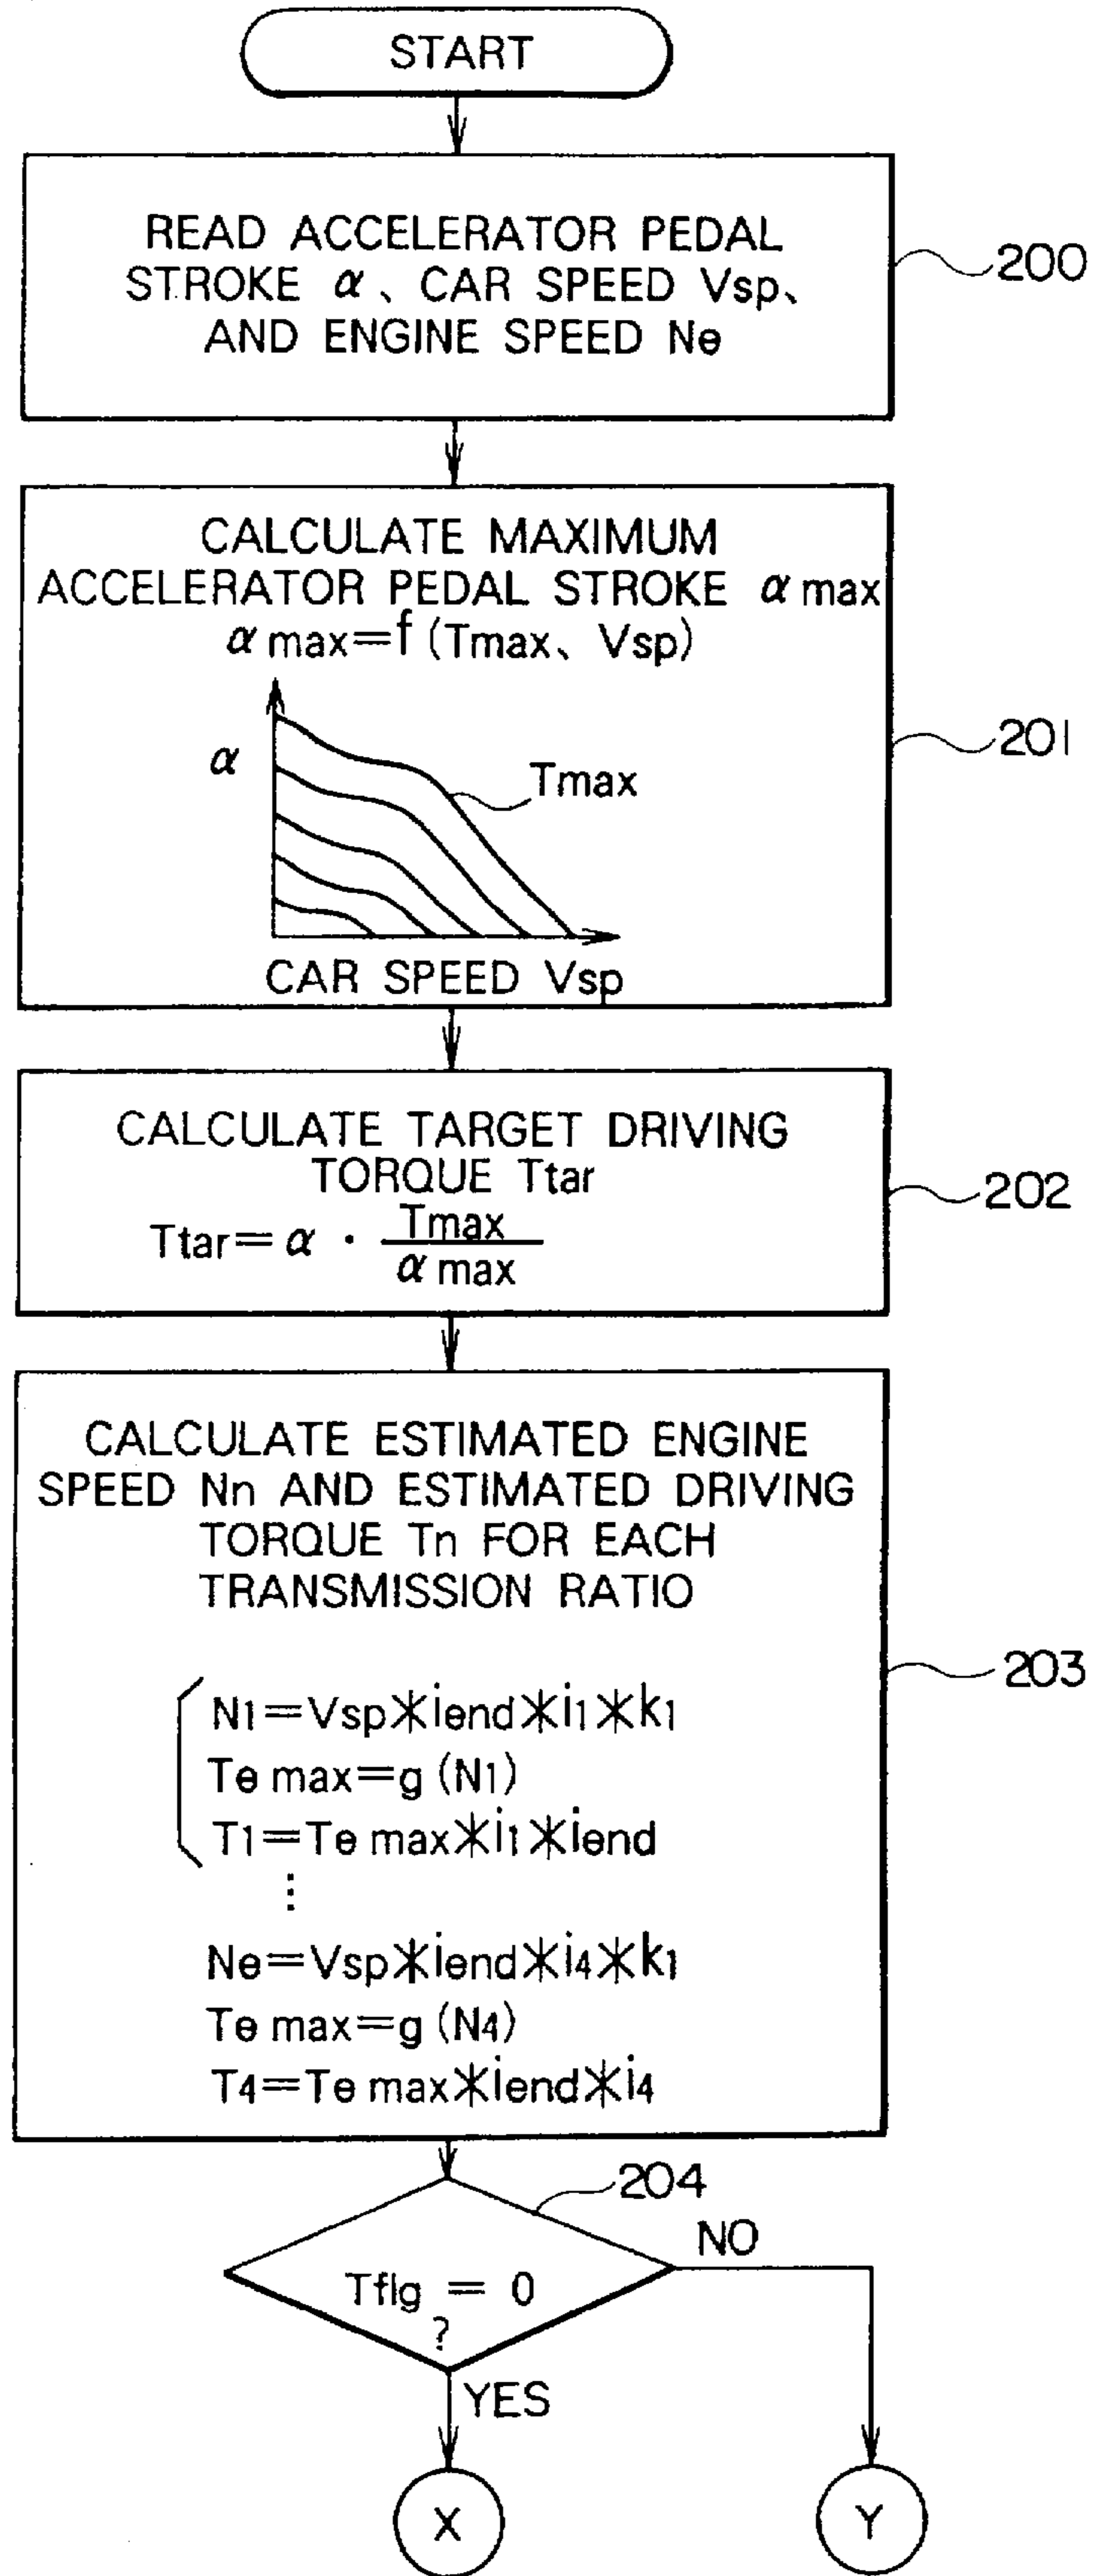 START
READ ACCELERATOR PEDAL
STROKE α、 CAR SPEED Vsp、
AND ENGINE SPEED Ne
200
CALCULATE MAXIMUM
ACCELERATOR PEDAL STROKE α max
α max=f (Tmax、 Vsp)
α
Tmax
201
CAR SPEED Vsp
CALCULATE TARGET DRIVING
TORQUE Ttar
Ttar= α · Tmax / α max
202
CALCULATE ESTIMATED ENGINE
SPEED Nn AND ESTIMATED DRIVING
TORQUE Tn FOR EACH
TRANSMISSION RATIO
203
N1=Vsp*iend*i1*k1
Te max=g (N1)
T1=Te max*i1*iend
⋮
Ne=Vsp*iend*i4*k1
Te max=g (N4)
T4=Te max*iend*i4
204
NO
Tflg = 0
?
YES
X
Y